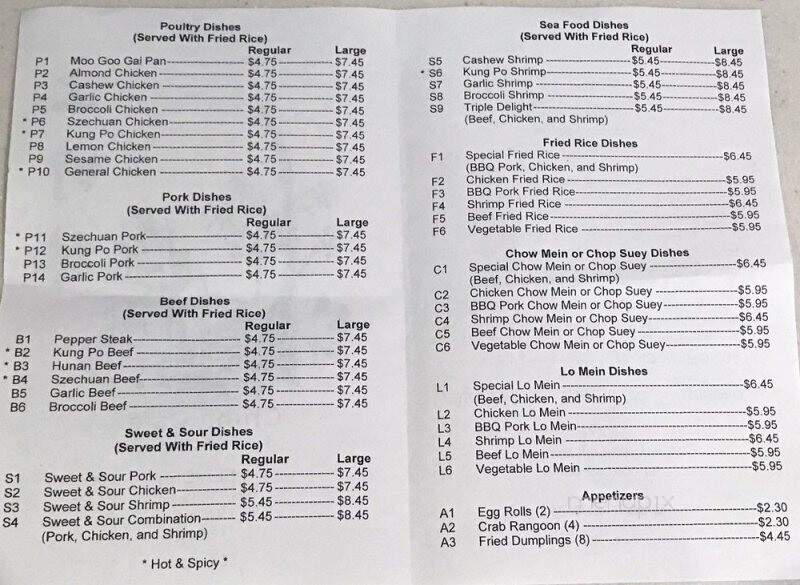 Poultry Dishes
(Served With Fried Rice)
Regular Large
P1 Moo Goo Gai Pan $4.75 $7.45
P2 Almond Chicken $4.75 $7.45
P3 Cashew Chicken $4.75 $7.45
P4 Garlic Chicken $4.75 $7.45
P5 Broccoli Chicken $4.75 $7.45
* P6 Szechuan Chicken $4.75 $7.45
* P7 Kung Po Chicken $4.75 $7.45
P8 Lemon Chicken $4.75 $7.45
P9 Sesame Chicken $4.75 $7.45
* P10 General Chicken $4.75 $7.45
Pork Dishes
(Served With Fried Rice)
Regular Large
* P11 Szechuan Pork $4.75 $7.45
* P12 Kung Po Pork $4.75 $7.45
P13 Broccoli Pork $4.75 $7.45
P14 Garlic Pork $4.75 $7.45
Beef Dishes
(Served With Fried Rice)
Regular Large
B1 Pepper Steak $4.75 $7.45
* B2 Kung Po Beef $4.75 $7.45
* B3 Hunan Beef $4.75 $7.45
* B4 Szechuan Beef $4.75 $7.45
B5 Garlic Beef $4.75 $7.45
B6 Broccoli Beef $4.75 $7.45
Sweet & Sour Dishes
(Served With Fried Rice)
Regular Large
S1 Sweet & Sour Pork $4.75 $7.45
S2 Sweet & Sour Chicken $4.75 $7.45
S3 Sweet & Sour Shrimp $5.45 $8.45
S4 Sweet & Sour Combination $5.45 $8.45
(Pork, Chicken, and Shrimp)
* Hot & Spicy *
Sea Food Dishes
(Served With Fried Rice)
Regular Large
S5 Cashew Shrimp $5.45 $8.45
* S6 Kung Po Shrimp $5.45 $8.45
S7 Garlic Shrimp $5.45 $8.45
S8 Broccoli Shrimp $5.45 $8.45
S9 Triple Delight $5.45 $8.45
(Beef, Chicken, and Shrimp)
Fried Rice Dishes
F1 Special Fried Rice $6.45
(BBQ Pork, Chicken, and Shrimp)
F2 Chicken Fried Rice $5.95
F3 BBQ Pork Fried Rice $5.95
F4 Shrimp Fried Rice $6.45
F5 Beef Fried Rice $5.95
F6 Vegetable Fried Rice $5.95
Chow Mein or Chop Suey Dishes
C1 Special Chow Mein or Chop Suey $6.45
(Beef, Chicken, and Shrimp)
C2 Chicken Chow Mein or Chop Suey $5.95
C3 BBQ Pork Chow Mein or Chop Suey $5.95
C4 Shrimp Chow Mein or Chop Suey $6.45
C5 Beef Chow Mein or Chop Suey $5.95
C6 Vegetable Chow Mein or Chop Suey $5.95
Lo Mein Dishes
L1 Special Lo Mein $6.45
(Beef, Chicken, and Shrimp)
L2 Chicken Lo Mein $5.95
L3 BBQ Pork Lo Mein $5.95
L4 Shrimp Lo Mein $6.45
L5 Beef Lo Mein $5.95
L6 Vegetable Lo Mein $5.95
Appetizers
A1 Egg Rolls (2) $2.30
A2 Crab Rangoon (4) $2.30
A3 Fried Dumplings (8) $4.45